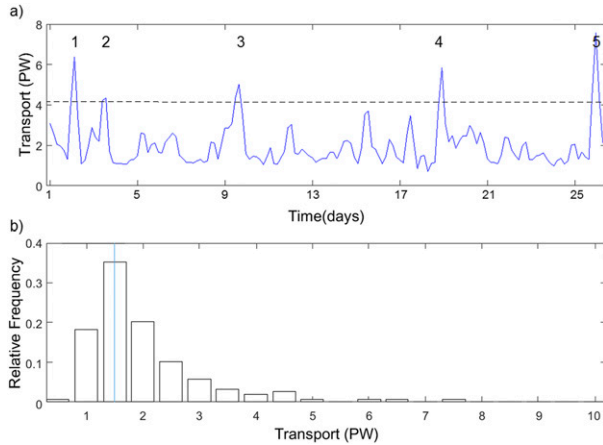 a)
8
6
4
2
0
Transport (PW)
1 2 3 4 5
1 5 9 13 17 21 25
Time(days)
b)
0.4
0.3
0.2
0.1
0
Relative Frequency
1 2 3 4 5 6 7 8 9 10
Transport (PW)